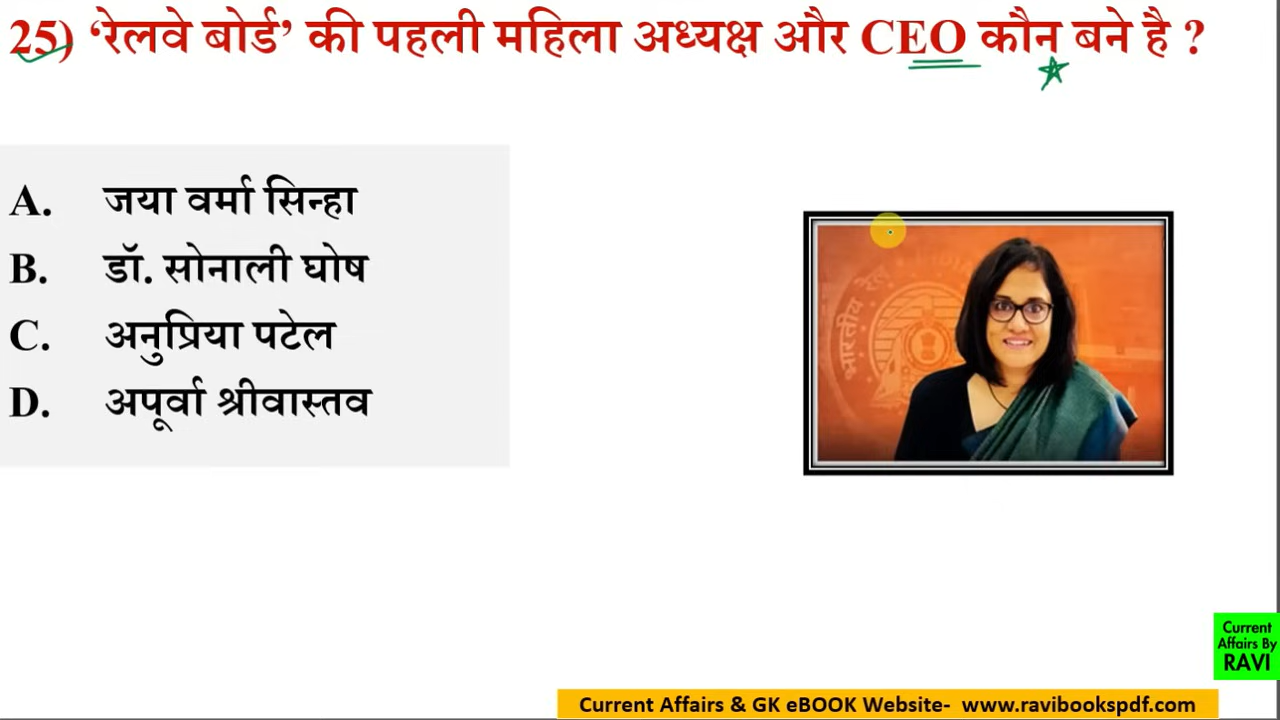 25) ‘रेलवे बोर्ड’ की पहली महिला अध्यक्ष और CEO कौन बने है ?
A. जया वर्मा सिन्हा
B. डॉ. सोनाली घोष
C. अनुप्रिया पटेल
D. अपूर्वा श्रीवास्तव
भारतीय रेल
Current
Affairs By
RAVI
Current Affairs & GK eBOOK Website- www.ravibookspdf.com